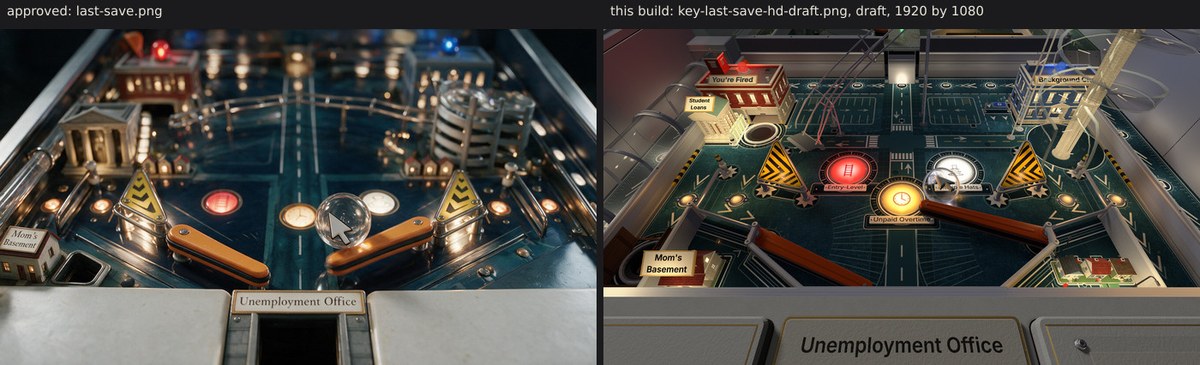 approved: last-save.png
this build: key-last-save-hd-draft.png, draft, 1920 by 1080
Mom's
Basement
Unemployment Office
You're Fired
Student
Loans
Background
Entry-Level
Hats
Unpaid Overtime
Mom's
Basement
Unemployment Office